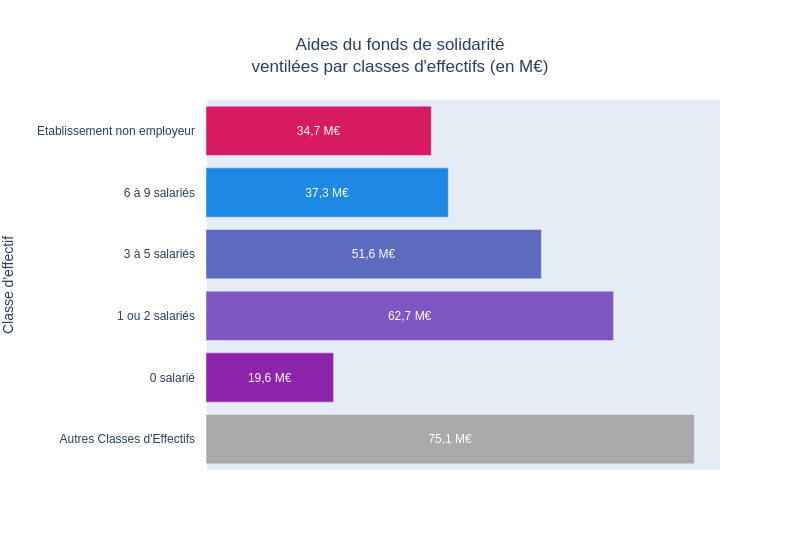 Aides du fonds de solidarité
ventilées par classes d'effectifs (en M€)
Classe d'effectif
Etablissement non employeur
34,7 M€
6 à 9 salariés
37,3 M€
3 à 5 salariés
51,6 M€
1 ou 2 salariés
62,7 M€
0 salarié
19,6 M€
Autres Classes d'Effectifs
75,1 M€